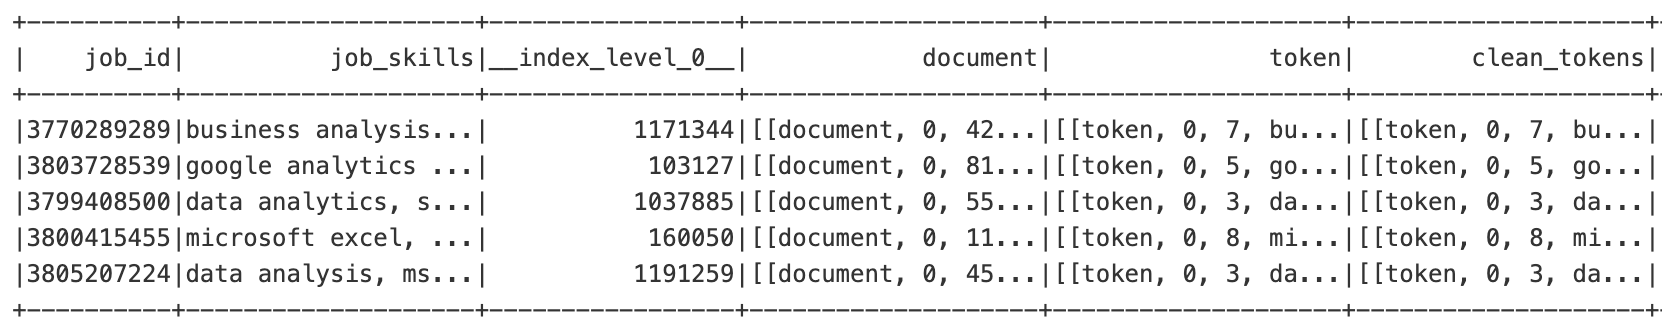 +----------+--------------------+-----------------+--------------------+--------------------+--------------------+
|    job_id|          job_skills|__index_level_0__|            document|               token|        clean_tokens|
+----------+--------------------+-----------------+--------------------+--------------------+--------------------+
|3770289289|business analysis...|          1171344|[[document, 0, 42...|[[token, 0, 7, bu...|[[token, 0, 7, bu...|
|3803728539|google analytics ...|           103127|[[document, 0, 81...|[[token, 0, 5, go...|[[token, 0, 5, go...|
|3799408500|data analytics, s...|          1037885|[[document, 0, 55...|[[token, 0, 3, da...|[[token, 0, 3, da...|
|3800415455|microsoft excel, ...|           160050|[[document, 0, 11...|[[token, 0, 8, mi...|[[token, 0, 8, mi...|
|3805207224|data analysis, ms...|          1191259|[[document, 0, 45...|[[token, 0, 3, da...|[[token, 0, 3, da...|
+----------+--------------------+-----------------+--------------------+--------------------+--------------------+